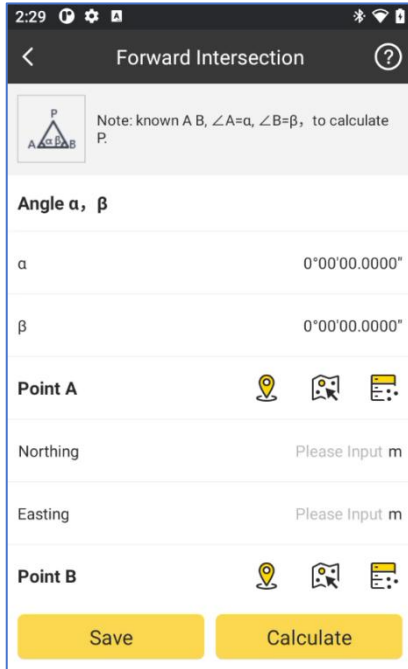 2:29
Forward Intersection
P
A α β B
Note: known A B, ∠A=α, ∠B=β, to calculate
P.
Angle α, β
α 0°00'00.0000"
β 0°00'00.0000"
Point A
Northing Please Input m
Easting Please Input m
Point B
Save Calculate